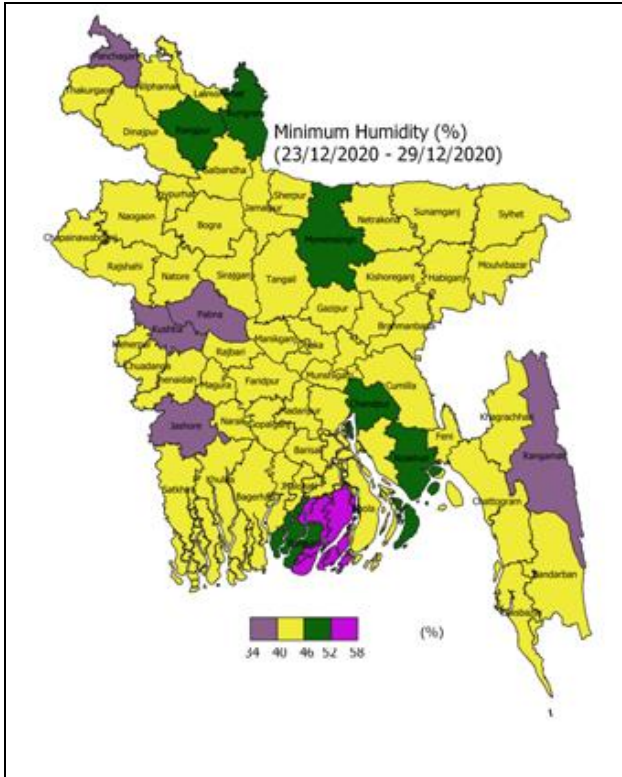 Panchagarh
Thakurgaon
Nilphamari
Lalmonirhat
Kurigram
Dinajpur
Rangpur
Minimum Humidity (%)
(23/12/2020 - 29/12/2020)
Gaibandha
Joypurhat
Sherpur
Jamalpur
Naogaon
Bogra
Mymensingh
Netrakona
Sunamganj
Sylhet
Chapainawabganj
Rajshahi
Natore
Sirajganj
Tangail
Kishoreganj
Habiganj
Moulvibazar
Gazipur
Pabna
Kushtia
Brahmanbaria
Manikganj
Dhaka
Meherpur
Rajbari
Chuadanga
Jhenaidah
Magura
Faridpur
Munshiganj
Cumilla
Chandpur
Khagrachhari
Jashore
Narail
Gopalganj
Madaripur
Feni
Rangamati
Noakhali
Barisal
Satkhira
Khulna
Bagerhat
Bhola
Chattogram
Bandarban
(%)
34 40 46 52 58